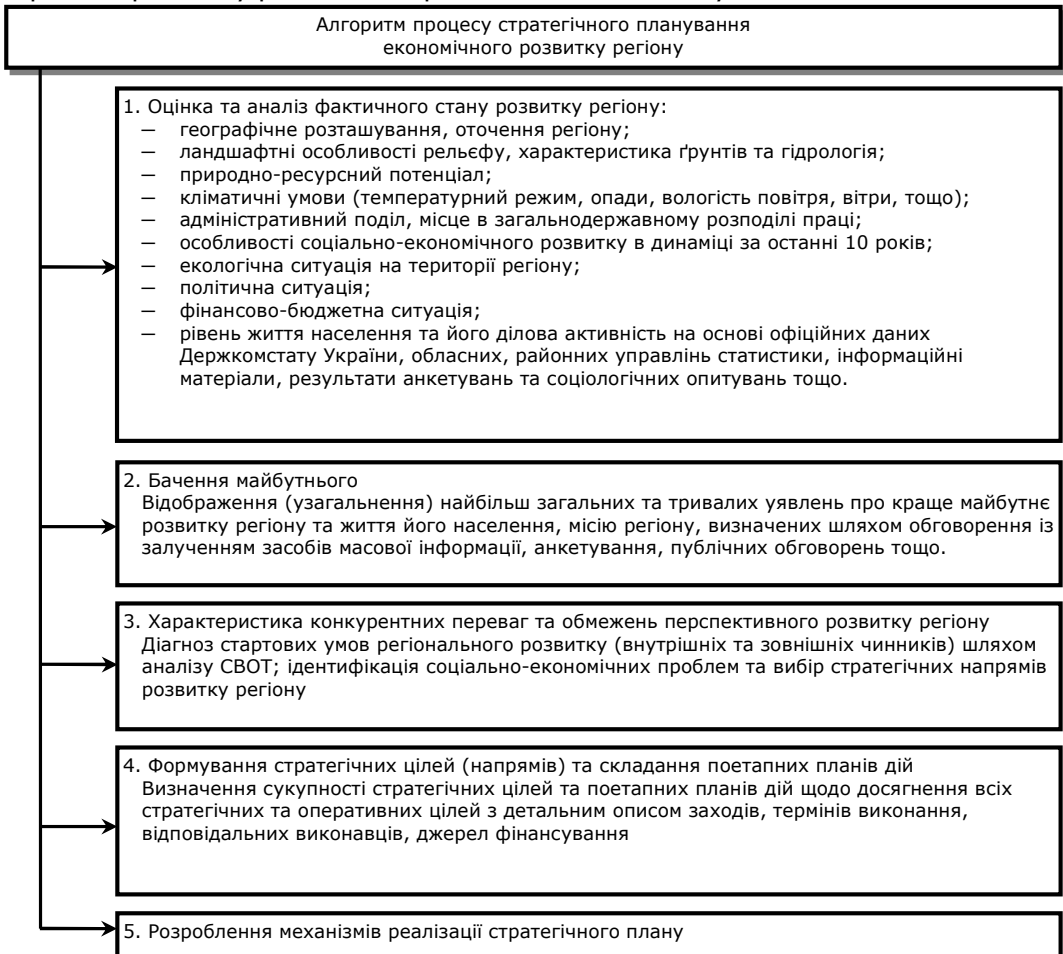 Алгоритм процесу стратегічного планування
економічного розвитку регіону
1. Оцінка та аналіз фактичного стану розвитку регіону:
— географічне розташування, оточення регіону;
— ландшафтні особливості рельєфу, характеристика ґрунтів та гідрологія;
— природно-ресурсний потенціал;
— кліматичні умови (температурний режим, опади, вологість повітря, вітри, тощо);
— адміністративний поділ, місце в загальнодержавному розподілі праці;
— особливості соціально-економічного розвитку в динаміці за останні 10 років;
— екологічна ситуація на території регіону;
— політична ситуація;
— фінансово-бюджетна ситуація;
— рівень життя населення та його ділова активність на основі офіційних даних
Держкомстату України, обласних, районних управлінь статистики, інформаційні
матеріали, результати анкетувань та соціологічних опитувань тощо.
2. Бачення майбутнього
Відображення (узагальнення) найбільш загальних та тривалих уявлень про краще майбутнє
розвитку регіону та життя його населення, місію регіону, визначених шляхом обговорення із
залученням засобів масової інформації, анкетування, публічних обговорень тощо.
3. Характеристика конкурентних переваг та обмежень перспективного розвитку регіону
Діагноз стартових умов регіонального розвитку (внутрішніх та зовнішніх чинників) шляхом
аналізу СВОТ; ідентифікація соціально-економічних проблем та вибір стратегічних напрямів
розвитку регіону
4. Формування стратегічних цілей (напрямів) та складання поетапних планів дій
Визначення сукупності стратегічних цілей та поетапних планів дій щодо досягнення всіх
стратегічних та оперативних цілей з детальним описом заходів, термінів виконання,
відповідальних виконавців, джерел фінансування
5. Розроблення механізмів реалізації стратегічного плану